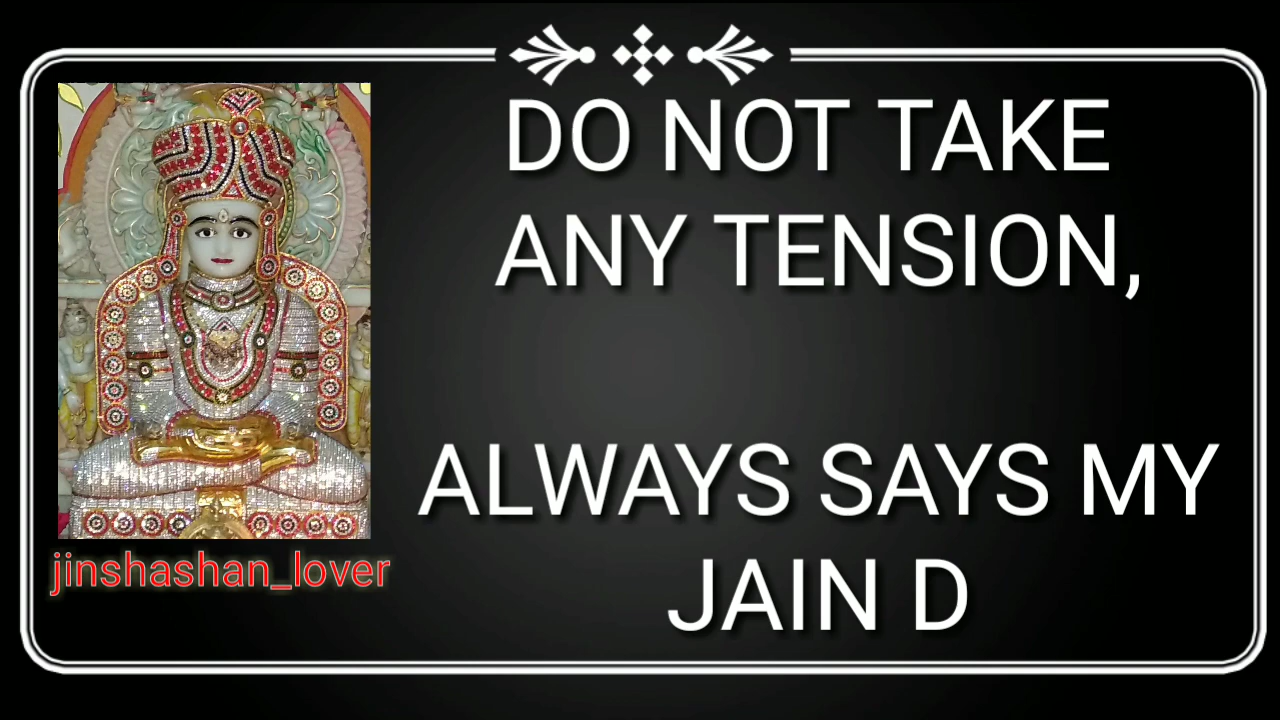 DO NOT TAKE
ANY TENSION,
ALWAYS SAYS MY
JAIN D
jinshashan_lover